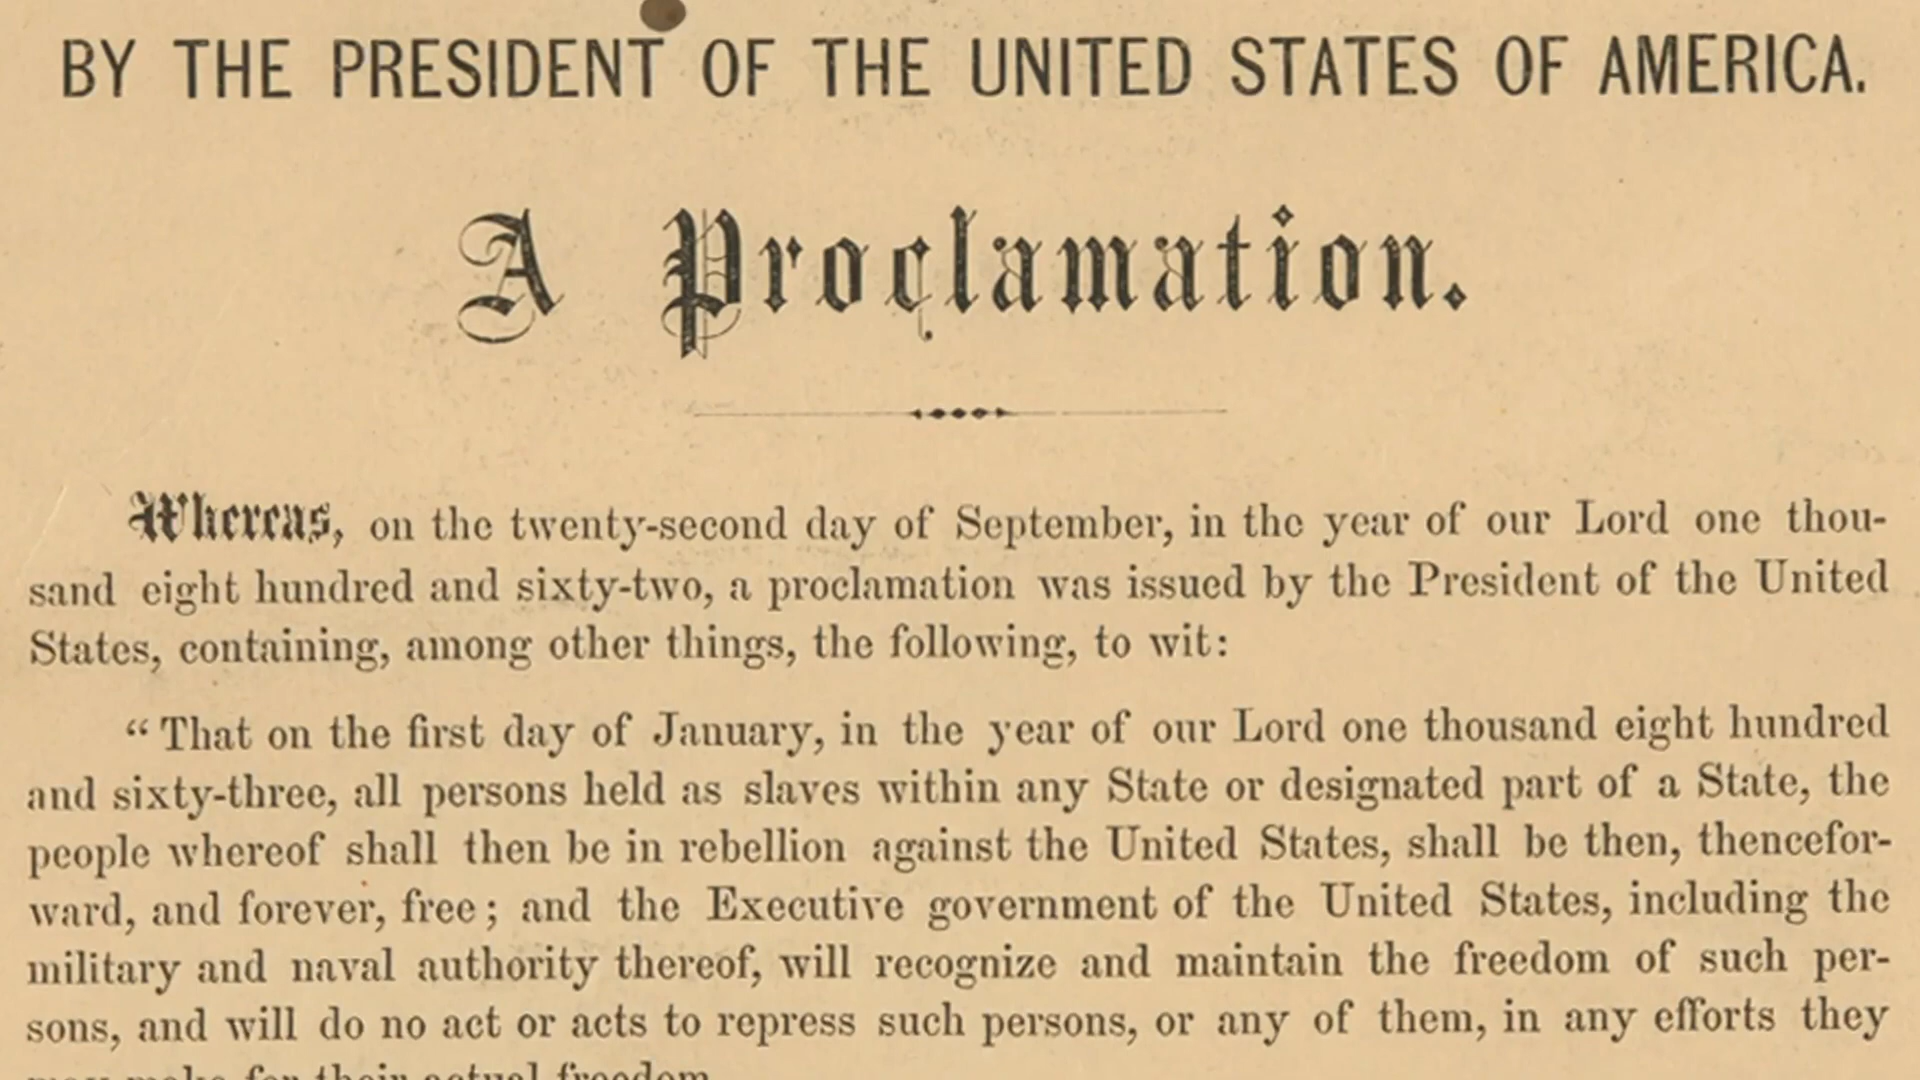 BY THE PRESIDENT OF THE UNITED STATES OF AMERICA.
A Proclamation.
Whereas, on the twenty-second day of September, in the year of our Lord one thou-
sand eight hundred and sixty-two, a proclamation was issued by the President of the United
States, containing, among other things, the following, to wit:
“That on the first day of January, in the year of our Lord one thousand eight hundred
and sixty-three, all persons held as slaves within any State or designated part of a State, the
people whereof shall then be in rebellion against the United States, shall be then, thencefor-
ward, and forever, free; and the Executive government of the United States, including the
military and naval authority thereof, will recognize and maintain the freedom of such per-
sons, and will do no act or acts to repress such persons, or any of them, in any efforts they
may make for their actual freedom